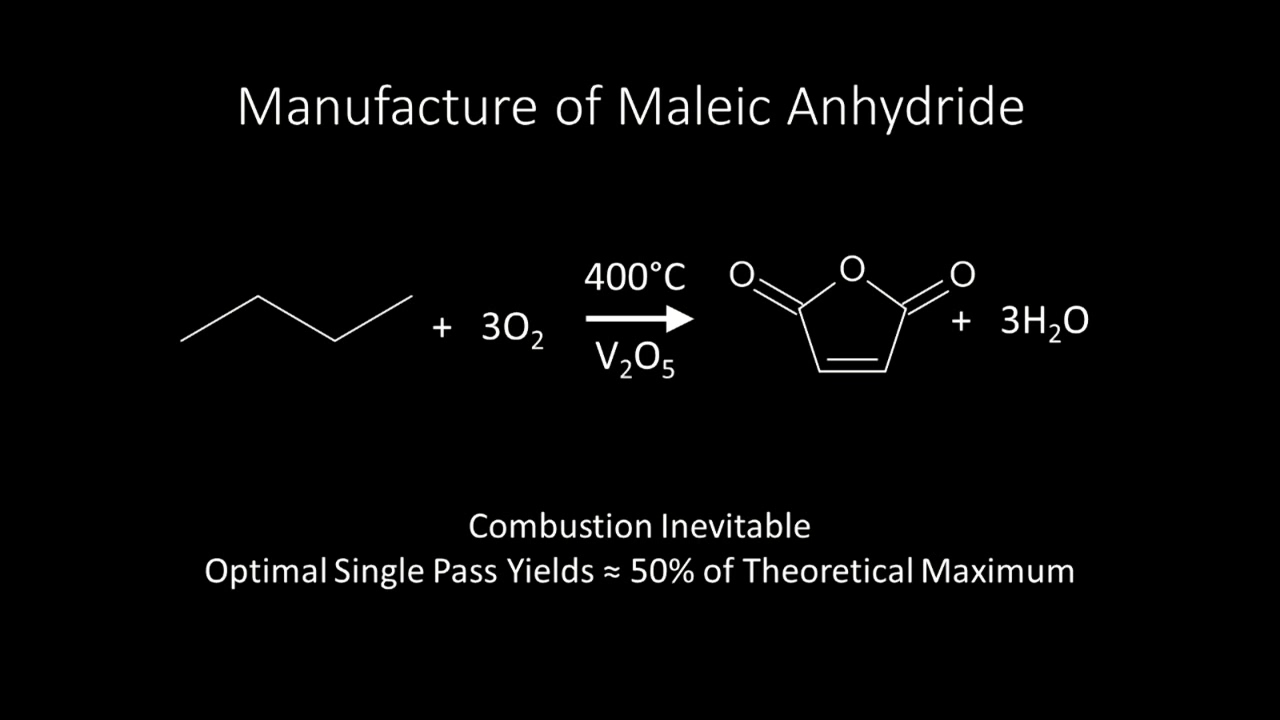 Manufacture of Maleic Anhydride
400°C
O O O
+ 3O₂ + 3H₂O
V₂O₅
Combustion Inevitable
Optimal Single Pass Yields ≈ 50% of Theoretical Maximum